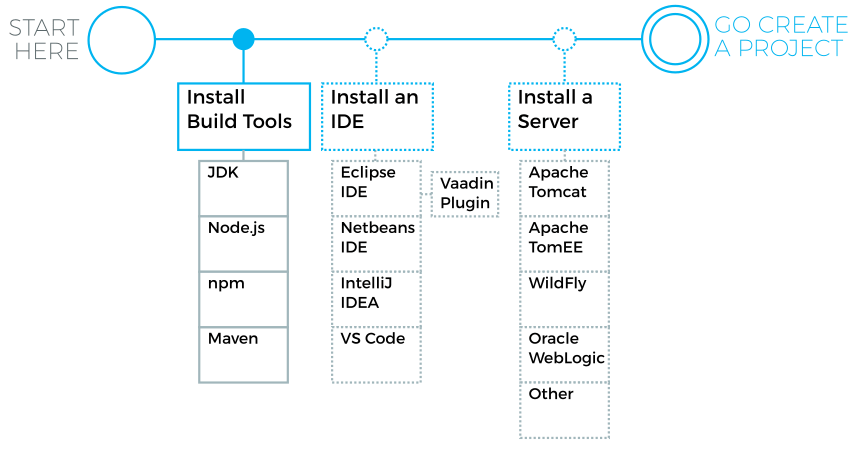 START
HERE
GO CREATE
A PROJECT
Install
Build Tools
JDK
Node.js
npm
Maven
Install an
IDE
Eclipse
IDE
Vaadin
Plugin
Netbeans
IDE
IntelliJ
IDEA
VS Code
Install a
Server
Apache
Tomcat
Apache
TomEE
WildFly
Oracle
WebLogic
Other